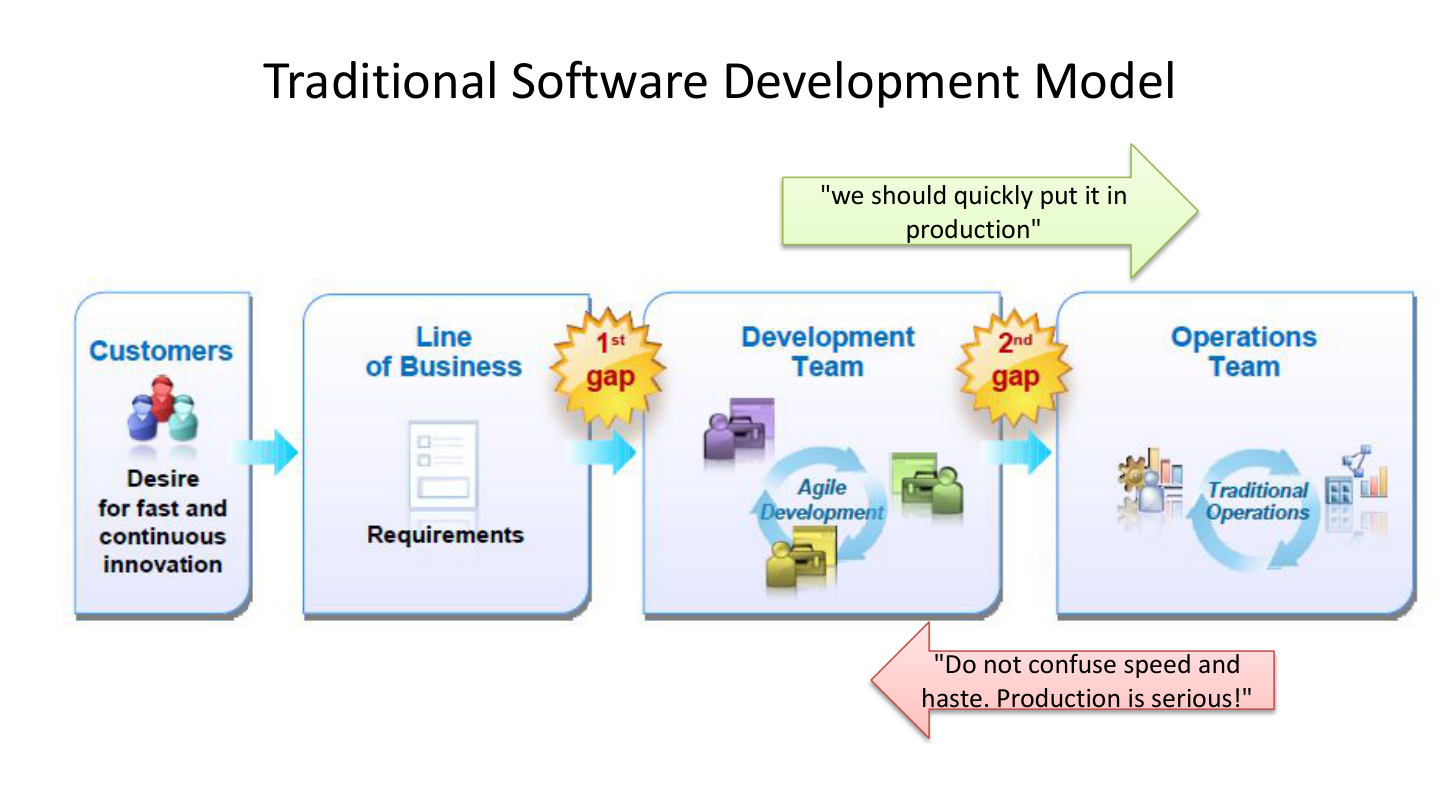 Traditional Software Development Model
"we should quickly put it in
production"
Customers
Desire
for fast and
continuous
innovation
Line
of Business
Requirements
1st
gap
Development
Team
Agile
Development
2nd
gap
Operations
Team
Traditional
Operations
"Do not confuse speed and
haste. Production is serious!"